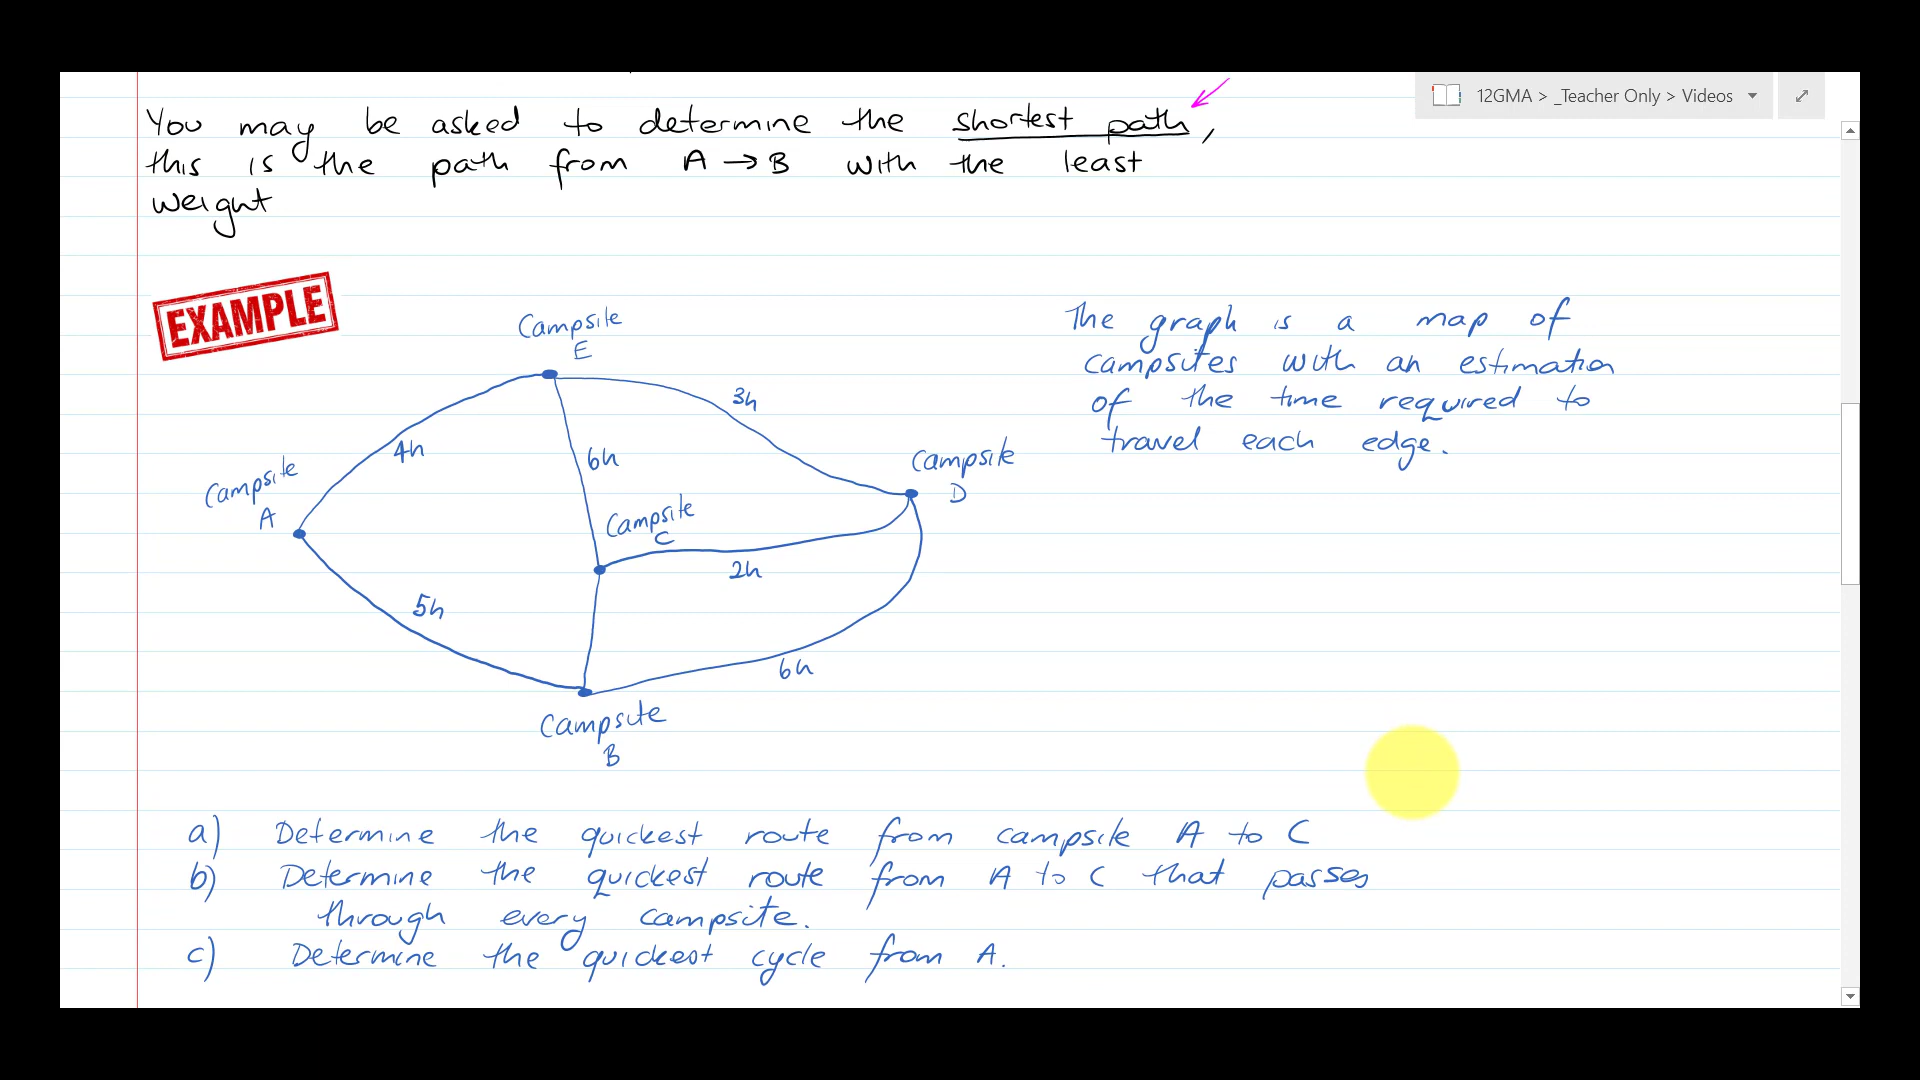 12GMA > _Teacher Only > Videos
You may be asked to determine the shortest path,
this is the path from A → B with the least
weight
EXAMPLE
Campsite
E
The graph is a map of
campsites with an estimation
of the time required to
travel each edge.
3h
4h
6h
Campsite
A
Campsite
D
Campsite
C
2h
5h
6h
Campsite
B
a) Determine the quickest route from campsite A to C
b) Determine the quickest route from A to C that passes
through every campsite.
c) Determine the quickest cycle from A.